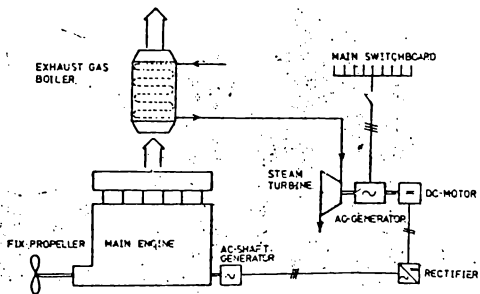 EXHAUST GAS
BOILER
MAIN SWITCHBOARD
STEAM
TURBINE
DC-MOTOR
AC-GENERATOR
FIX PROPELLER
MAIN ENGINE
AC-SHAFT-
GENERATOR
RECTIFIER